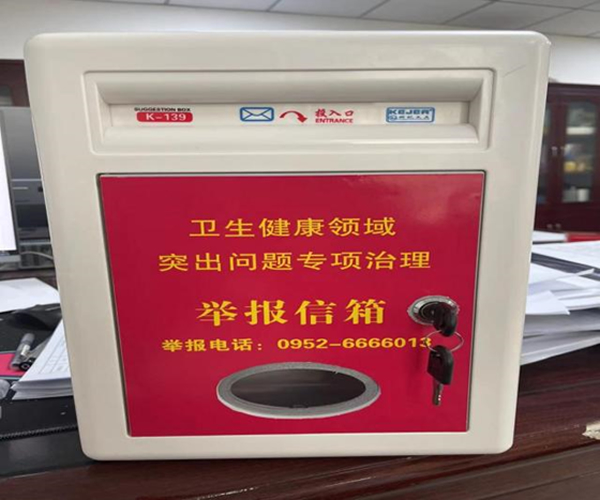 SUGGESTION BOX
K-139
投入口
ENTRANCE
KEJER
卫生健康领域
突出问题专项治理
举报信箱
举报电话：0952-6666013